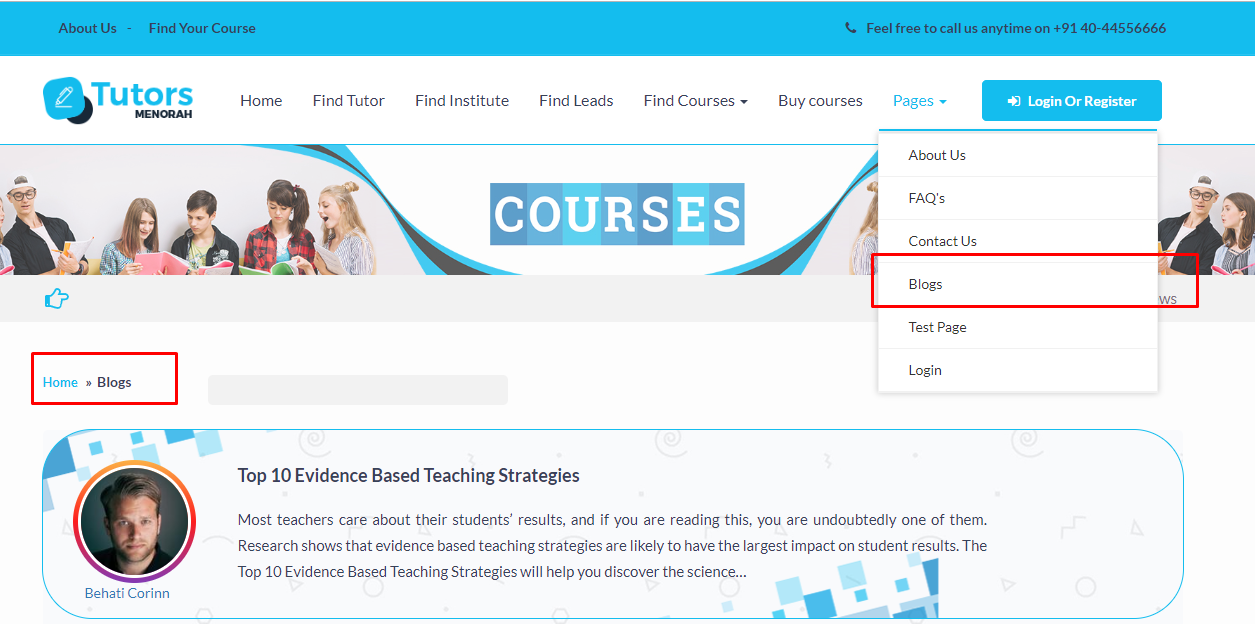 About Us - Find Your Course
Feel free to call us anytime on +91 40-44556666
Tutors
MENORAH
Home Find Tutor Find Institute Find Leads Find Courses Buy courses Pages
Login Or Register
About Us
FAQ's
Contact Us
Blogs
Test Page
Login
COURSES
Home » Blogs
Top 10 Evidence Based Teaching Strategies
Most teachers care about their students’ results, and if you are reading this, you are undoubtedly one of them.
Research shows that evidence based teaching strategies are likely to have the largest impact on student results. The
Top 10 Evidence Based Teaching Strategies will help you discover the science...
Behati Corinn